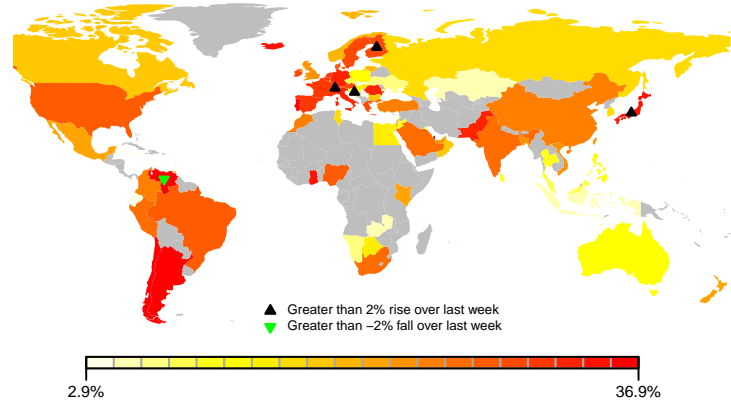 Greater than 2% rise over last week
Greater than −2% fall over last week
2.9%
36.9%